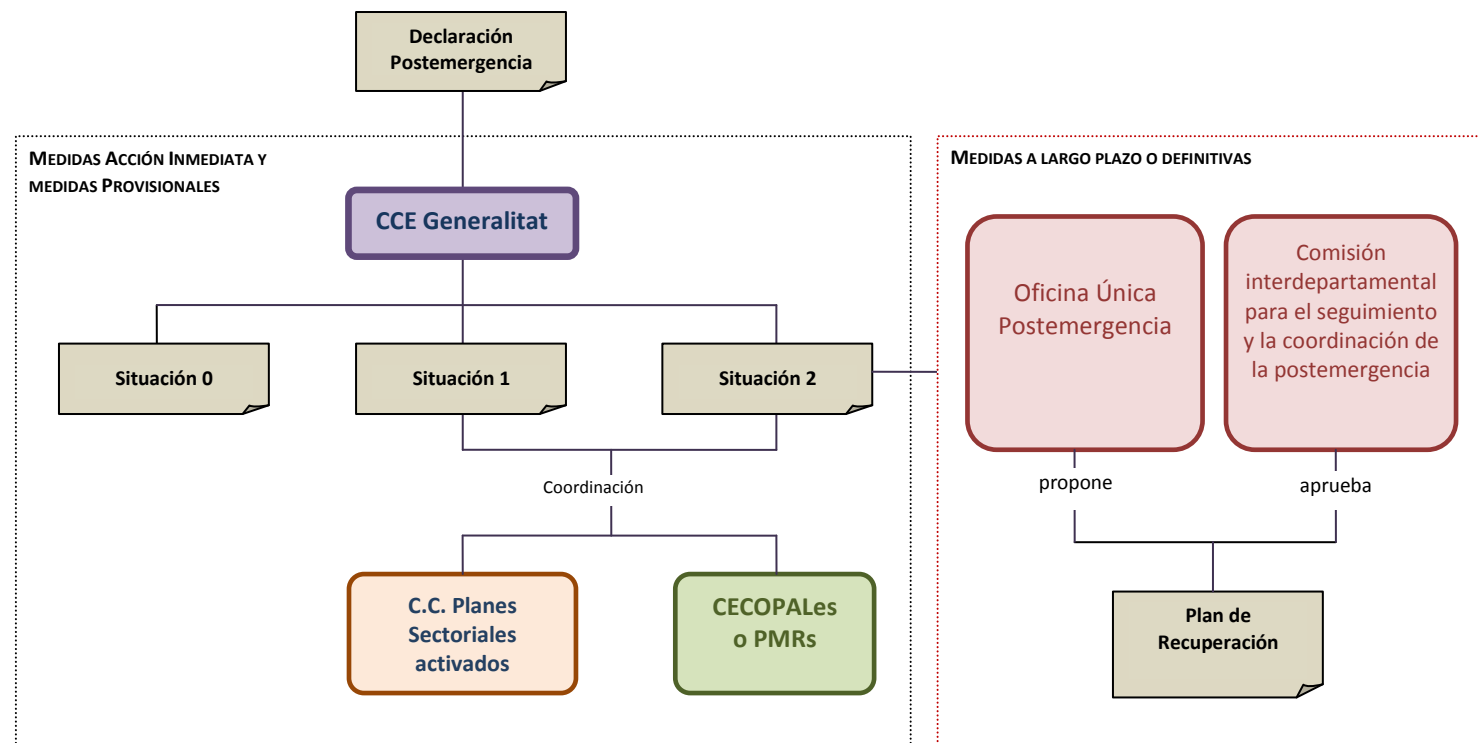 Declaración
Postemergencia
MEDIDAS ACCIÓN INMEDIATA Y
MEDIDAS PROVISIONALES
CCE Generalitat
Situación 0
Situación 1
Situación 2
Coordinación
C.C. Planes
Sectoriales
activados
CECOPALes
o PMRs
MEDIDAS A LARGO PLAZO O DEFINITIVAS
Oficina Única
Postemergencia
Comisión
interdepartamental
para el seguimiento
y la coordinación de
la postemergencia
propone
aprueba
Plan de
Recuperación